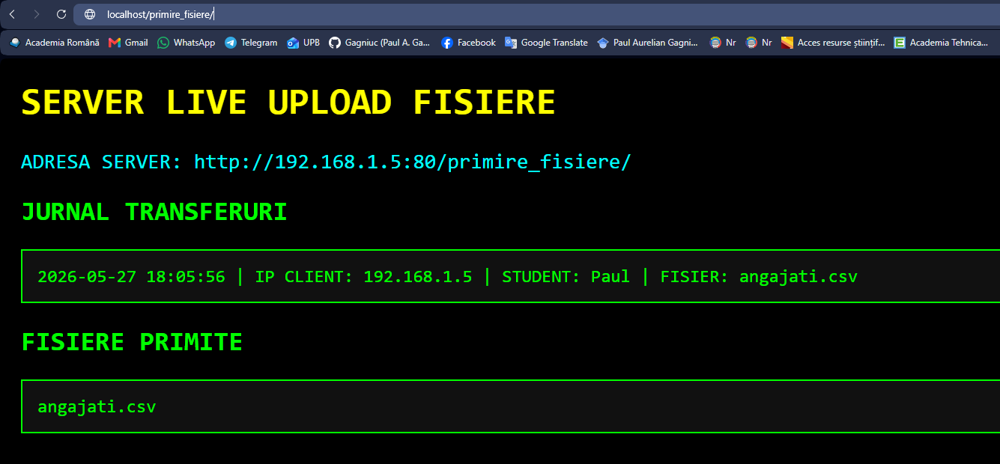 localhost/primire_fisiere/
Academia Română Gmail WhatsApp Telegram UPB Gagniuc (Paul A. Ga... Facebook Google Translate Paul Aurelian Gagni... Nr Nr Acces resurse științif... Academia Tehnica...
SERVER LIVE UPLOAD FISIERE
ADRESA SERVER: http://192.168.1.5:80/primire_fisiere/
JURNAL TRANSFERURI
2026-05-27 18:05:56 | IP CLIENT: 192.168.1.5 | STUDENT: Paul | FISIER: angajati.csv
FISIERE PRIMITE
angajati.csv